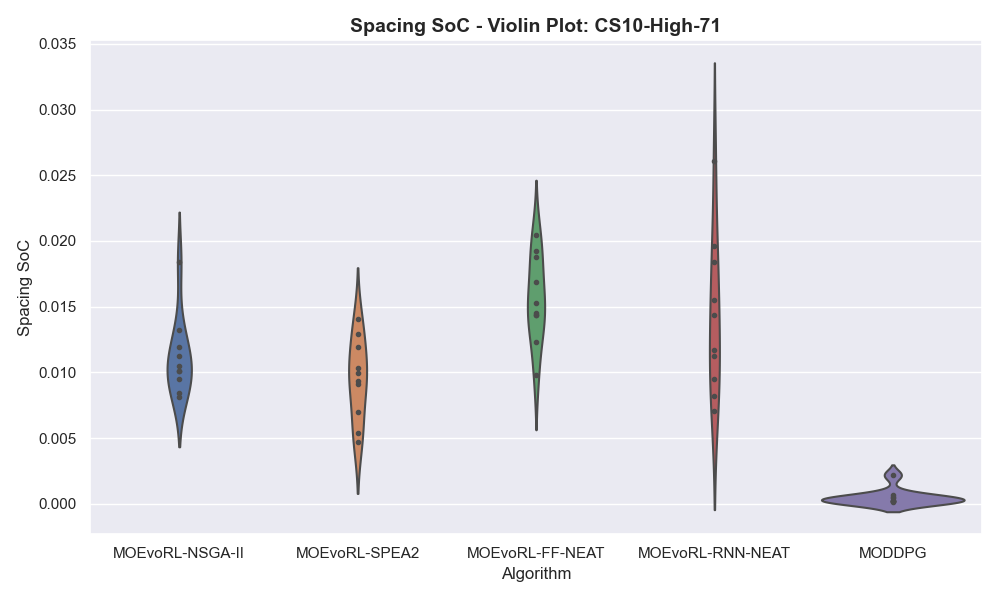 Spacing SoC - Violin Plot: CS10-High-71
0.035
0.030
0.025
0.020
0.015
0.010
0.005
0.000
Spacing SoC
MOEvoRL-NSGA-II MOEvoRL-SPEA2 MOEvoRL-FF-NEAT MOEvoRL-RNN-NEAT MODDPG
Algorithm